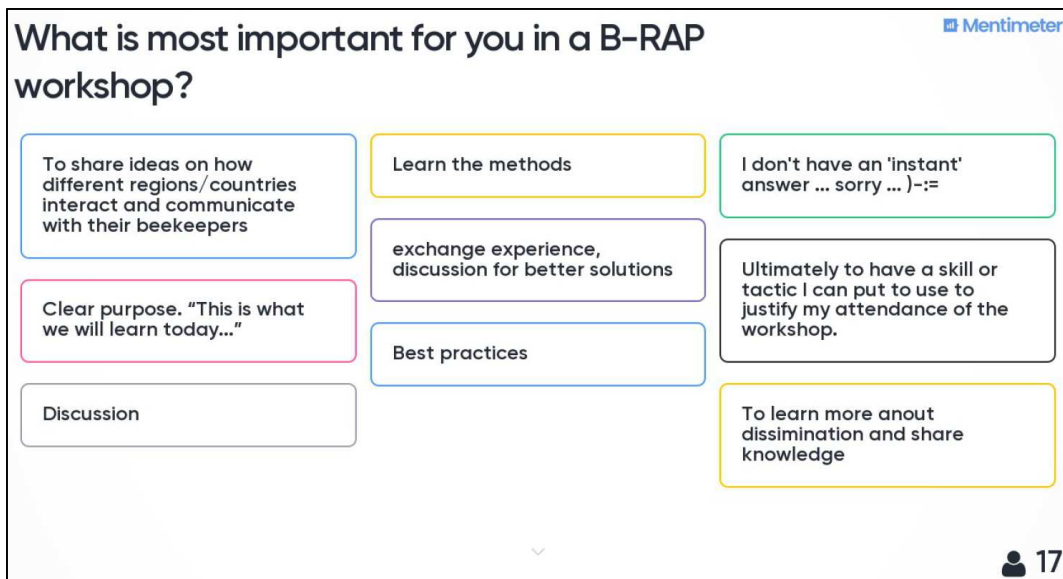 What is most important for you in a B-RAP
workshop?
Mentimeter
To share ideas on how
different regions/countries
interact and communicate
with their beekeepers
Clear purpose. “This is what
we will learn today...”
Discussion
Learn the methods
exchange experience,
discussion for better solutions
Best practices
I don't have an 'instant'
answer ... sorry ... )-:=
Ultimately to have a skill or
tactic I can put to use to
justify my attendance of the
workshop.
To learn more anout
dissimination and share
knowledge
17